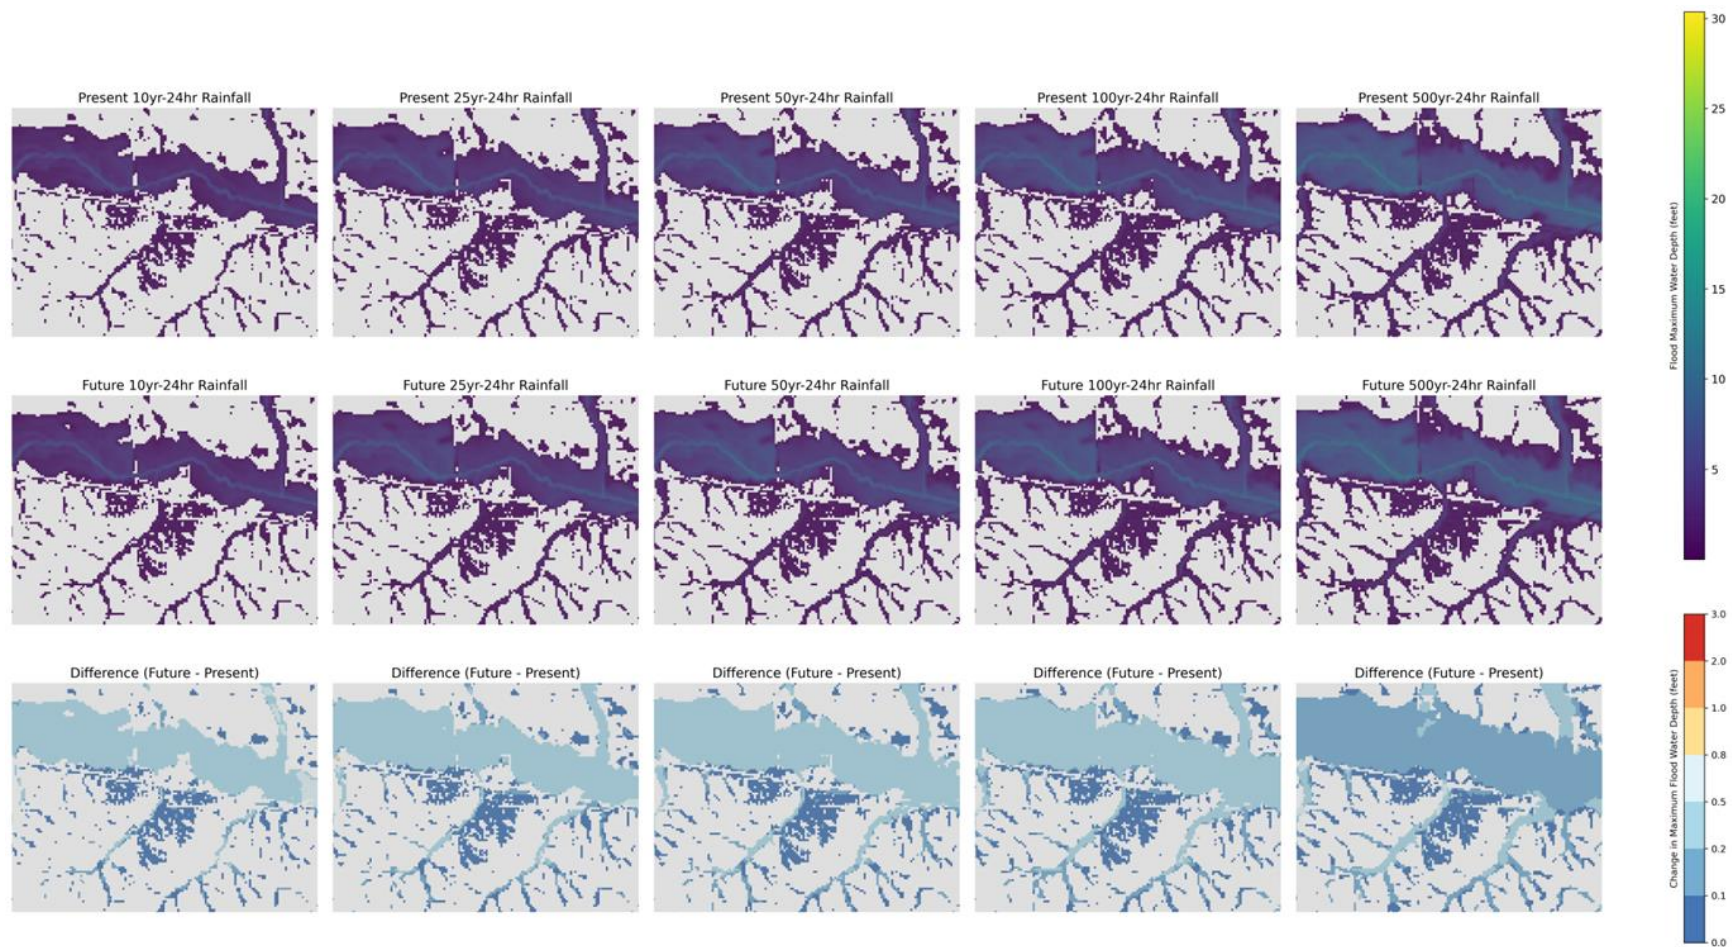 Present 10yr-24hr Rainfall
Present 25yr-24hr Rainfall
Present 50yr-24hr Rainfall
Present 100yr-24hr Rainfall
Present 500yr-24hr Rainfall
Future 10yr-24hr Rainfall
Future 25yr-24hr Rainfall
Future 50yr-24hr Rainfall
Future 100yr-24hr Rainfall
Future 500yr-24hr Rainfall
Difference (Future - Present)
Difference (Future - Present)
Difference (Future - Present)
Difference (Future - Present)
Difference (Future - Present)
Flood Maximum Water Depth (feet)
30
25
20
15
10
5
Change in Maximum Flood Water Depth (feet)
3.0
2.0
1.0
0.8
0.5
0.2
0.1
0.0